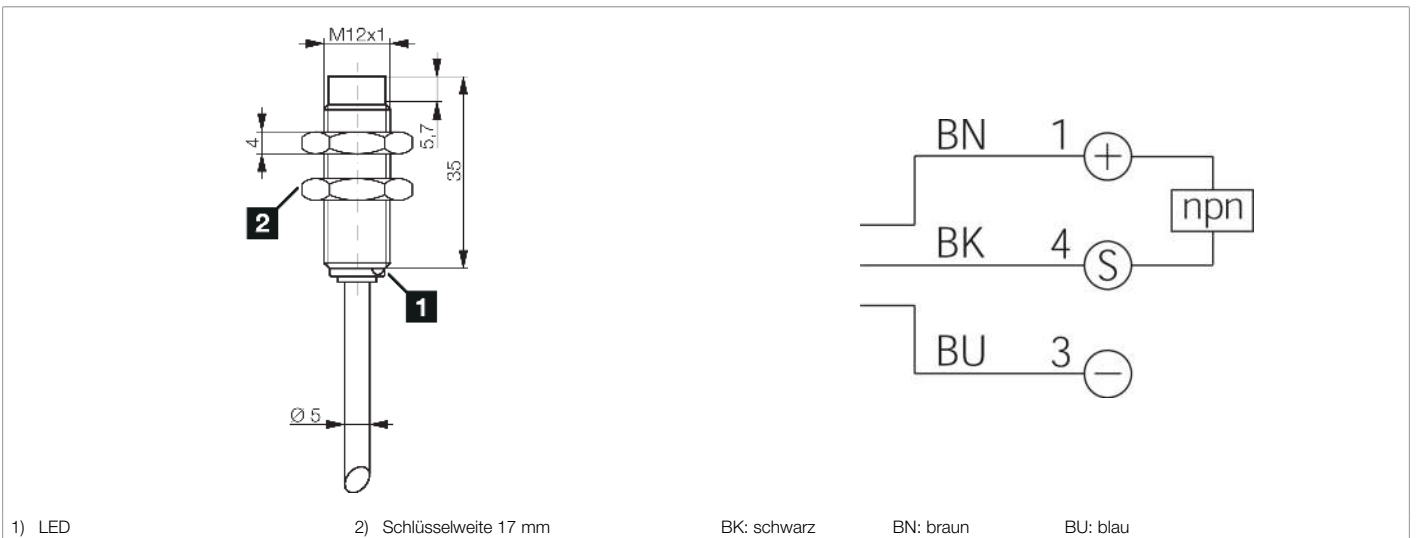 M12x1
4
5,7
35
2
1
Ø 5
BN 1 +
npn
BK 4 S
BU 3 −
1) LED 2) Schlüsselweite 17 mm BK: schwarz BN: braun BU: blau